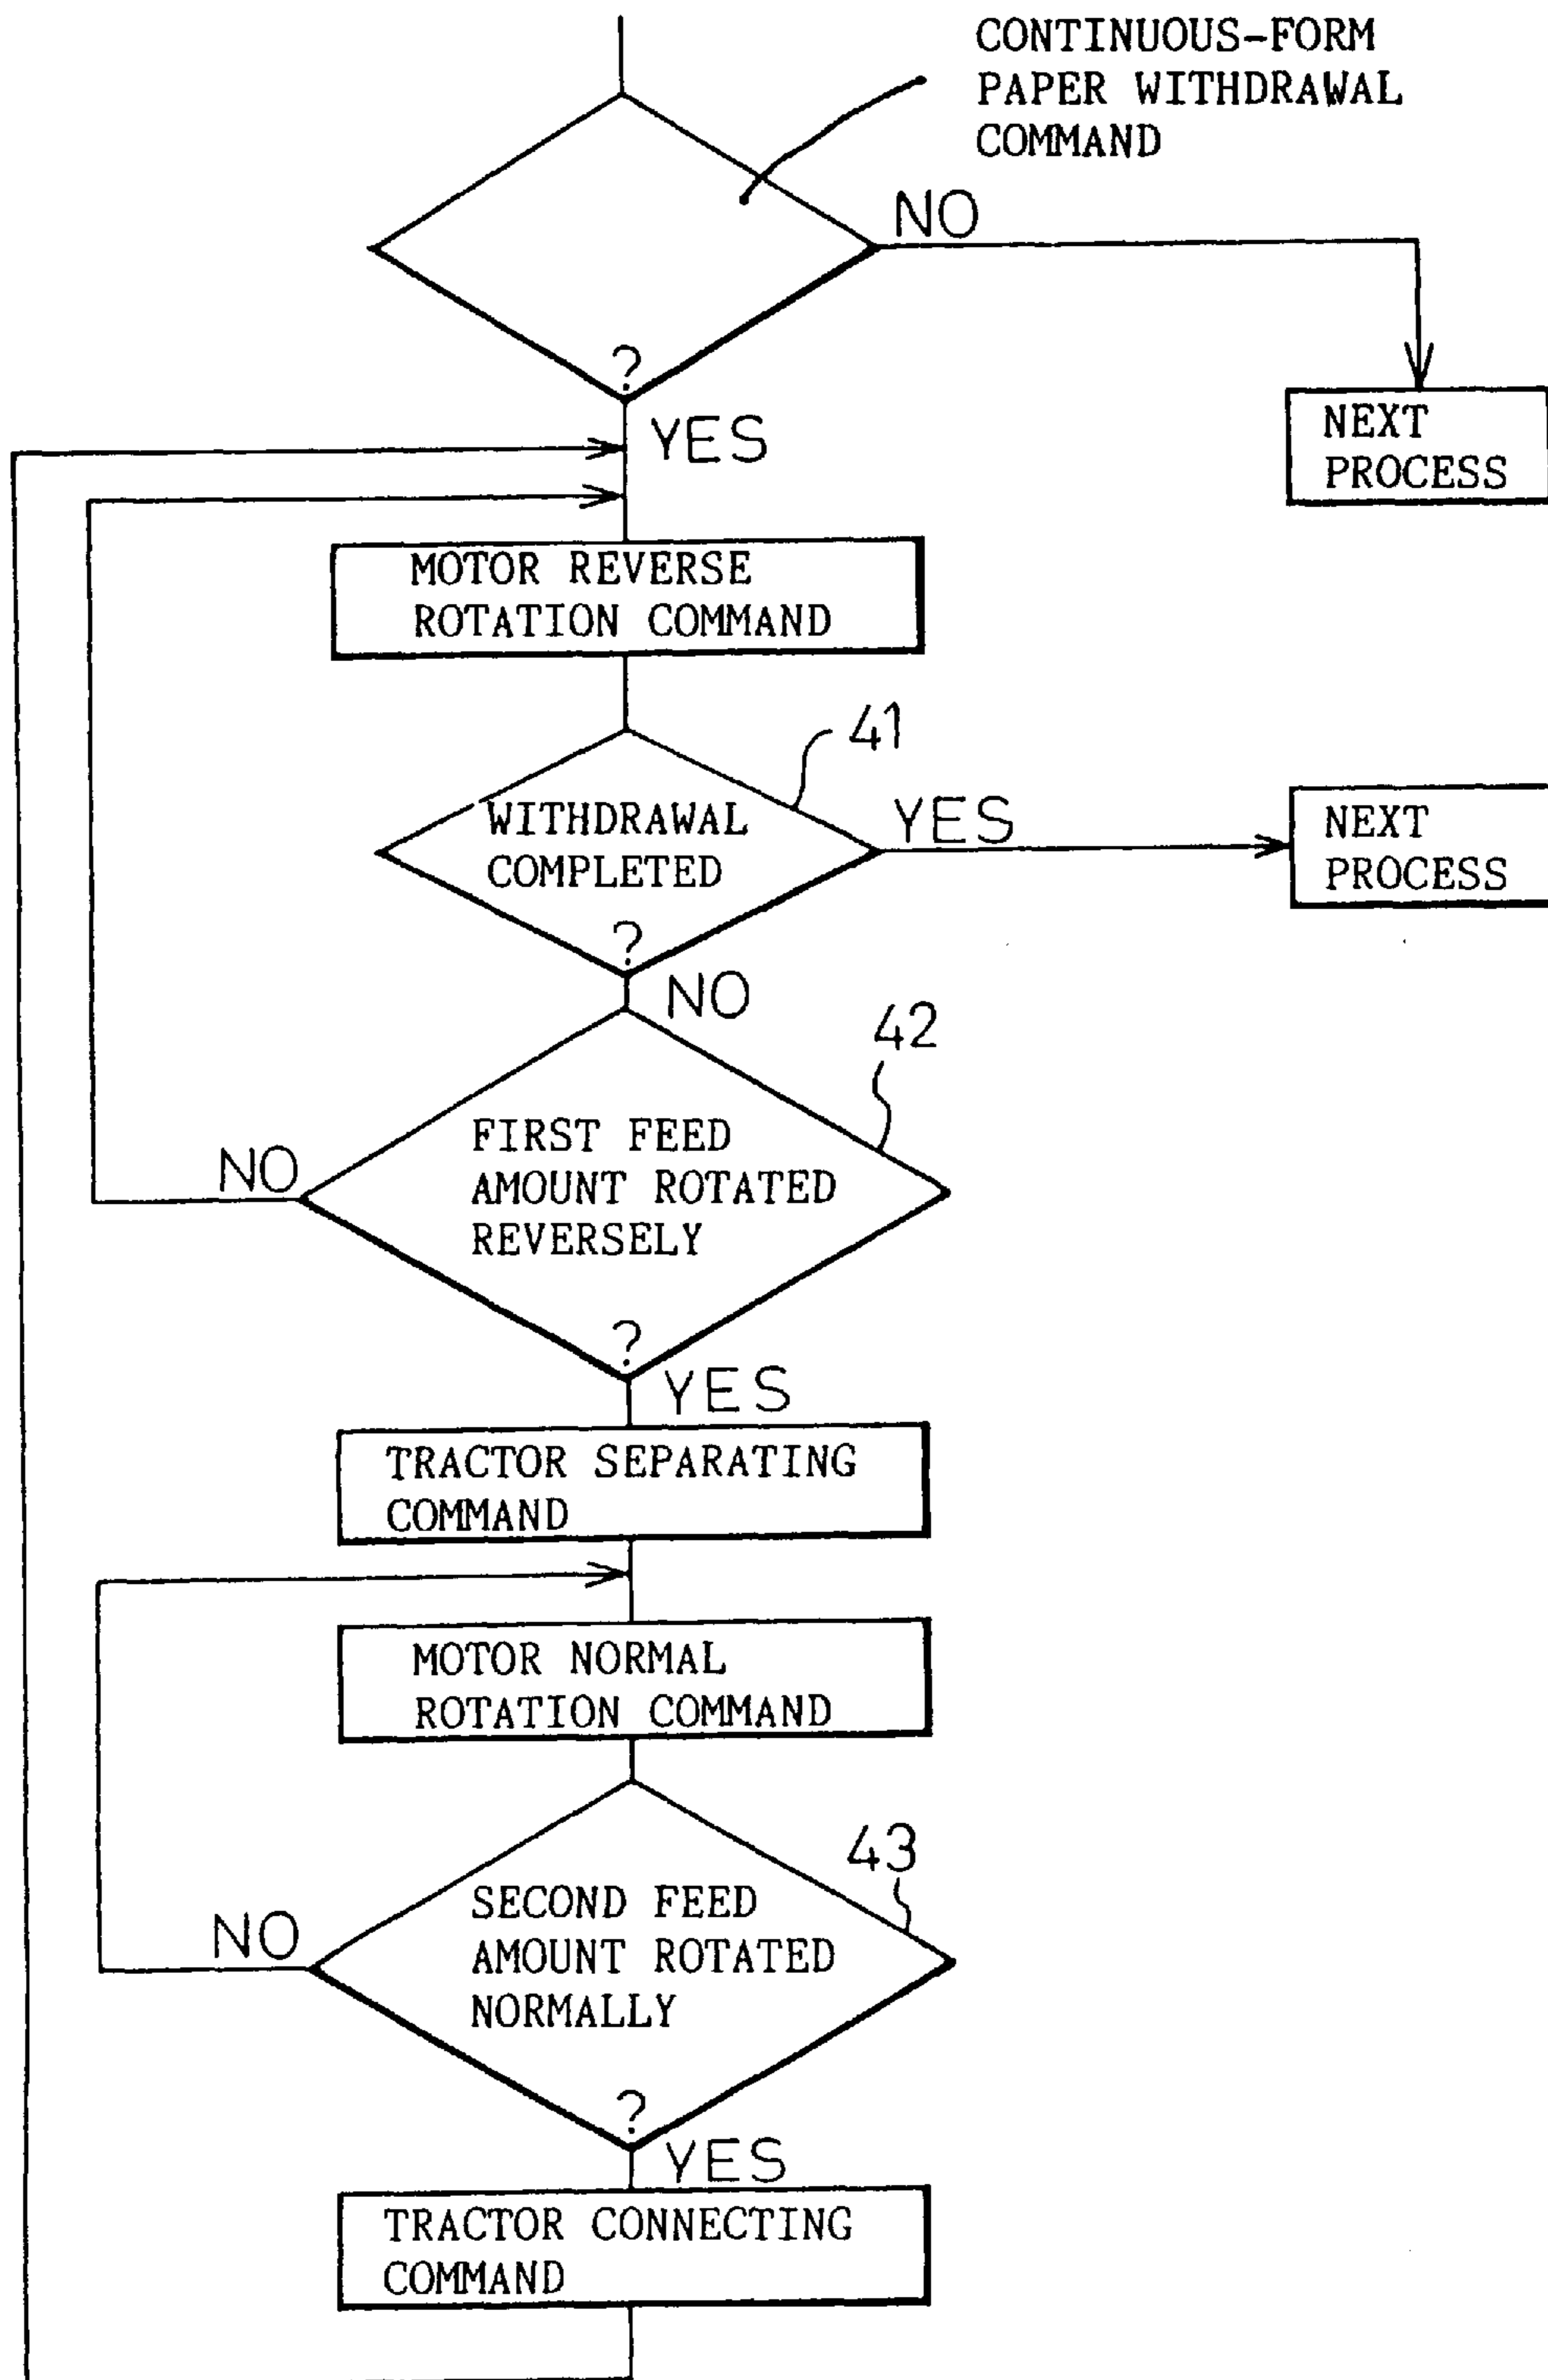 CONTINUOUS-FORM
PAPER WITHDRAWAL
COMMAND
NO
?
YES
NEXT
PROCESS
MOTOR REVERSE
ROTATION COMMAND
41
WITHDRAWAL
COMPLETED
?
YES
NEXT
PROCESS
NO
42
FIRST FEED
AMOUNT ROTATED
REVERSELY
?
NO
YES
TRACTOR SEPARATING
COMMAND
MOTOR NORMAL
ROTATION COMMAND
43
SECOND FEED
AMOUNT ROTATED
NORMALLY
?
NO
YES
TRACTOR CONNECTING
COMMAND